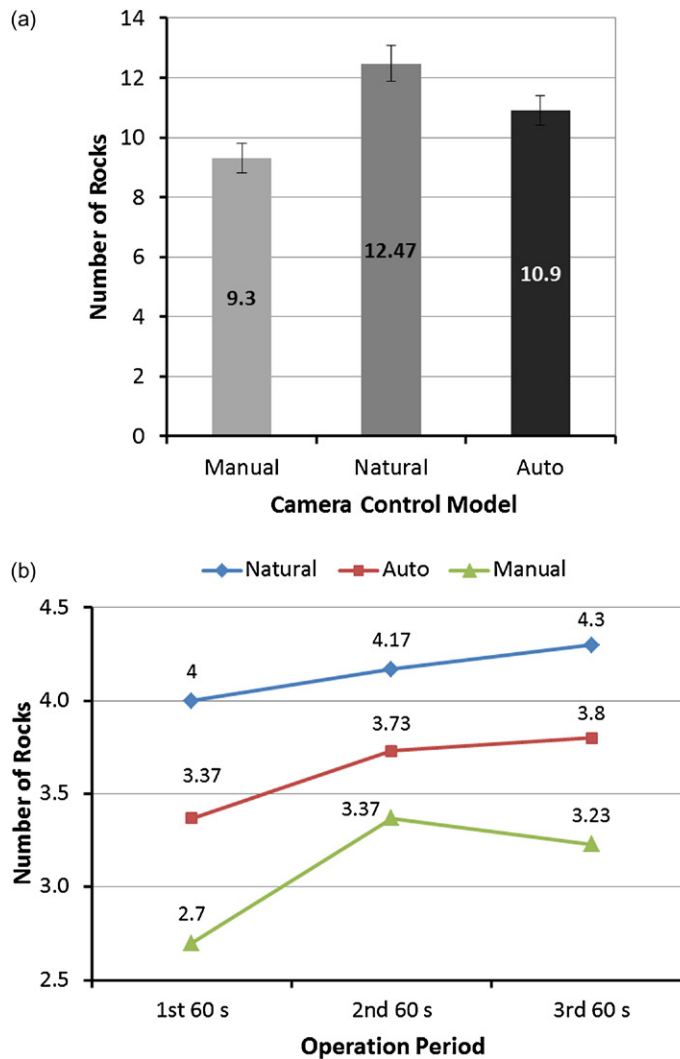 (a)
Number of Rocks
14
12
10
8
6
4
2
0
9.3
12.47
10.9
Manual Natural Auto
Camera Control Model
(b)
Natural Auto Manual
Number of Rocks
4.5
4.0
3.5
3.0
2.5
4 4.17 4.3
3.37 3.73 3.8
2.7 3.37 3.23
1st 60 s 2nd 60 s 3rd 60 s
Operation Period